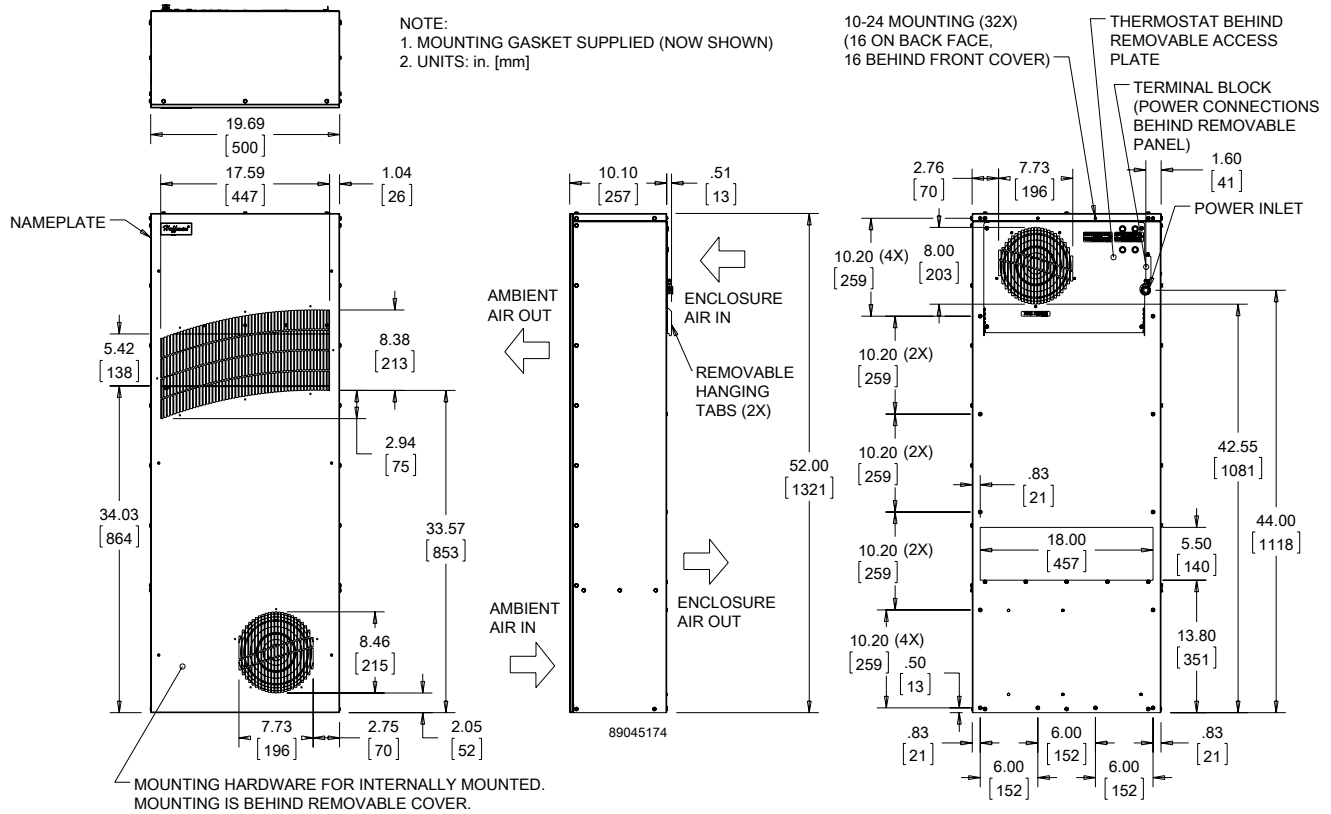 NOTE:
1. MOUNTING GASKET SUPPLIED (NOW SHOWN)
2. UNITS: in. [mm]
10-24 MOUNTING (32X)
(16 ON BACK FACE,
16 BEHIND FRONT COVER)
THERMOSTAT BEHIND
REMOVABLE ACCESS
PLATE
TERMINAL BLOCK
(POWER CONNECTIONS
BEHIND REMOVABLE
PANEL)
19.69
[500]
17.59
[447]
1.04
[26]
NAMEPLATE
Hoffman
5.42
[138]
8.38
[213]
2.94
[75]
34.03
[864]
33.57
[853]
8.46
[215]
7.73
[196]
2.75
[70]
2.05
[52]
MOUNTING HARDWARE FOR INTERNALLY MOUNTED.
MOUNTING IS BEHIND REMOVABLE COVER.
10.10
[257]
.51
[13]
AMBIENT
AIR OUT
ENCLOSURE
AIR IN
REMOVABLE
HANGING
TABS (2X)
52.00
[1321]
AMBIENT
AIR IN
ENCLOSURE
AIR OUT
89045174
2.76
[70]
7.73
[196]
1.60
[41]
POWER INLET
10.20 (4X)
[259]
8.00
[203]
10.20 (2X)
[259]
10.20 (2X)
[259]
.83
[21]
10.20 (2X)
[259]
18.00
[457]
5.50
[140]
42.55
[1081]
44.00
[1118]
10.20 (4X)
[259]
.50
[13]
13.80
[351]
.83
[21]
6.00
[152]
6.00
[152]
6.00
[152]
.83
[21]